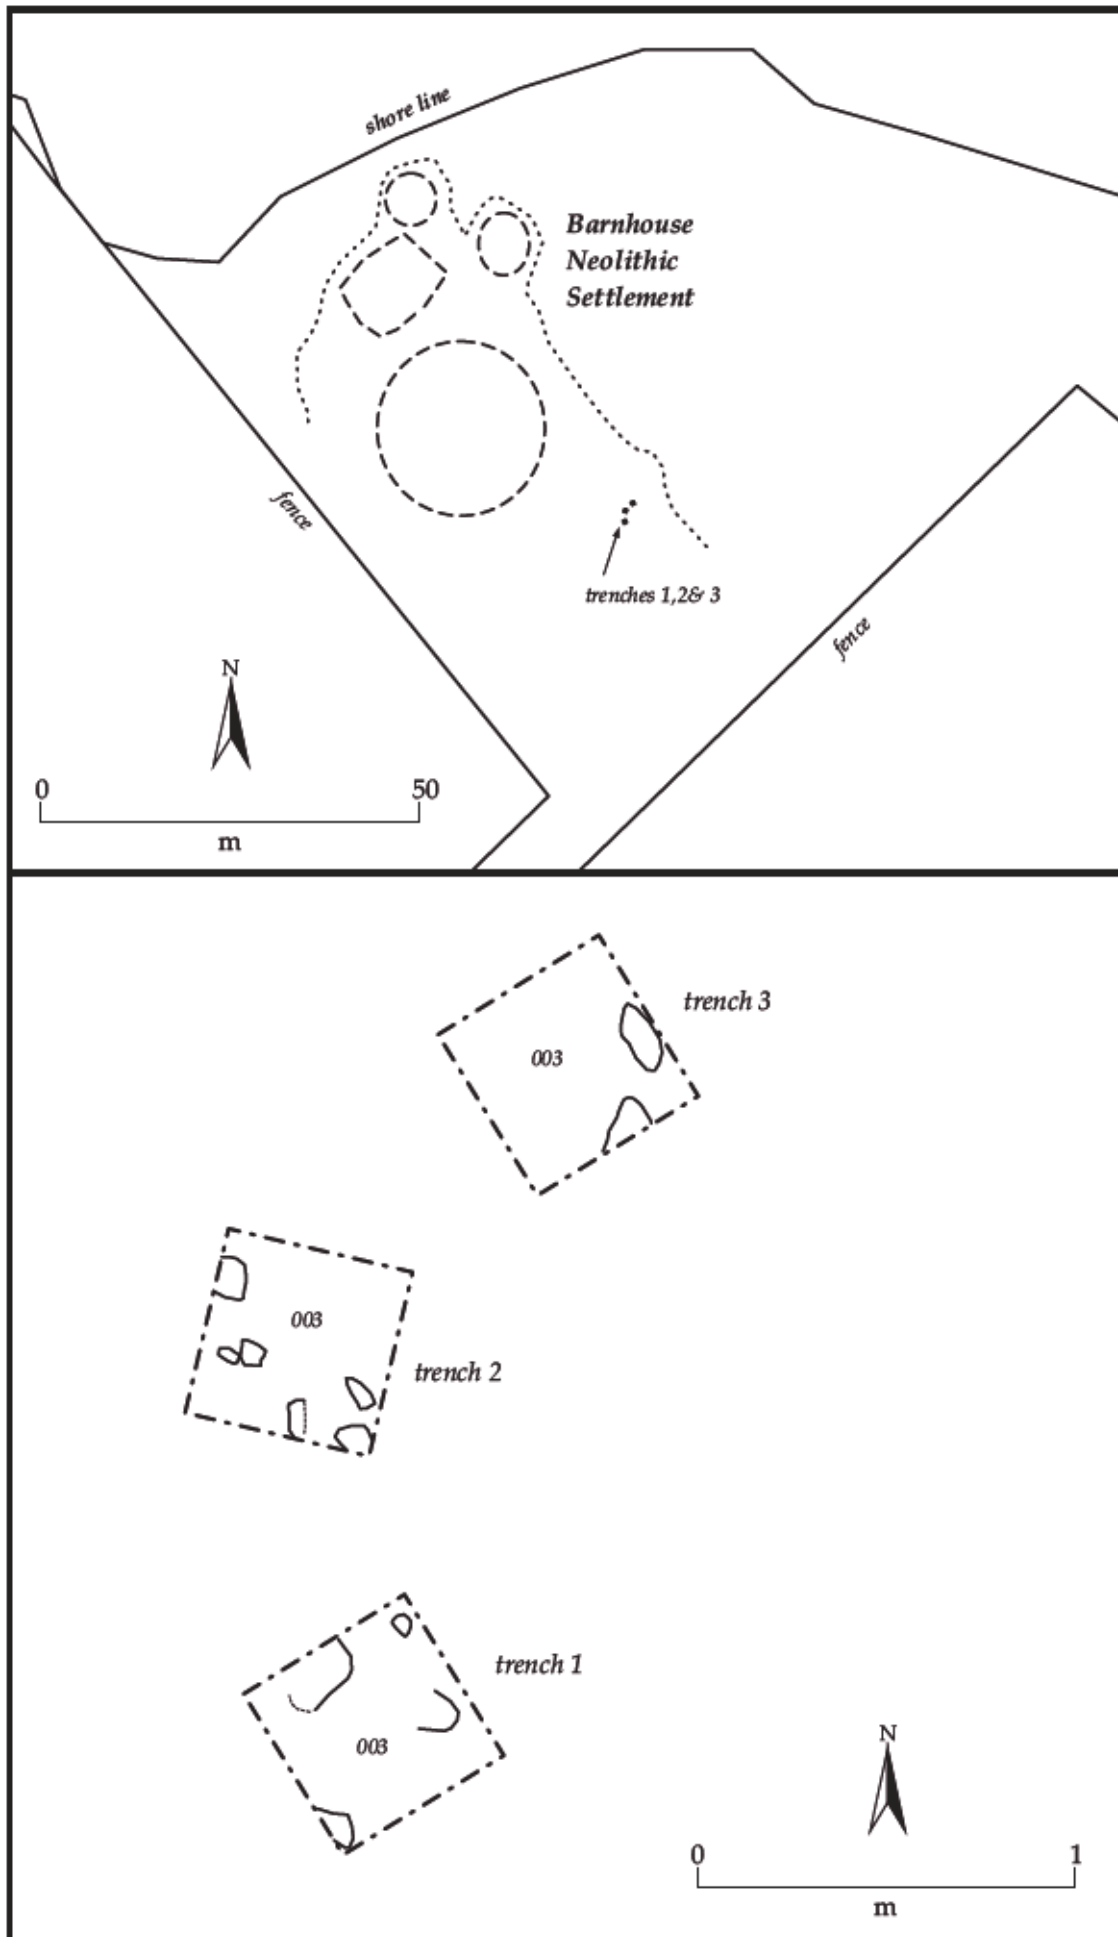 shore line
Barnhouse
Neolithic
Settlement
fence
trenches 1,2& 3
fence
N
0 50
m
trench 3
003
003
trench 2
trench 1
003
N
0 1
m